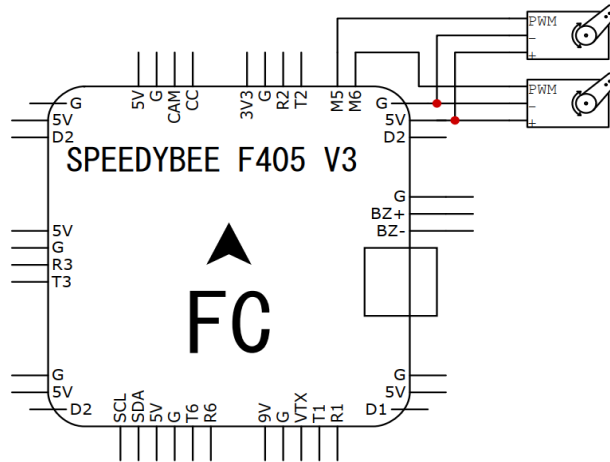 PWM
-
+
PWM
-
+
5V
G
CAM
CC
3V3
G
R2
T2
M5
M6
G
5V
D2
G
5V
D2
SPEEDYBEE F405 V3
G
BZ+
BZ-
5V
G
R3
T3
FC
G
5V
D2
G
5V
D1
SCL
SDA
5V
G
T6
R6
9V
G
VTX
T1
R1